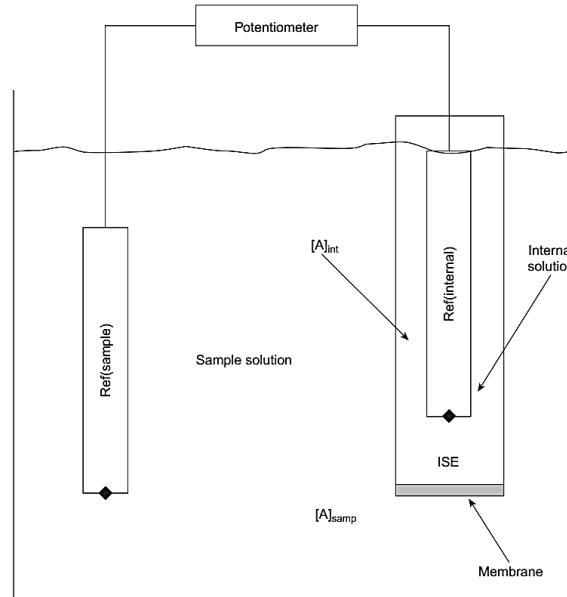 Potentiometer
[A]int
Interna
solutio
Ref(internal)
Ref(sample)
Sample solution
ISE
[A]samp
Membrane